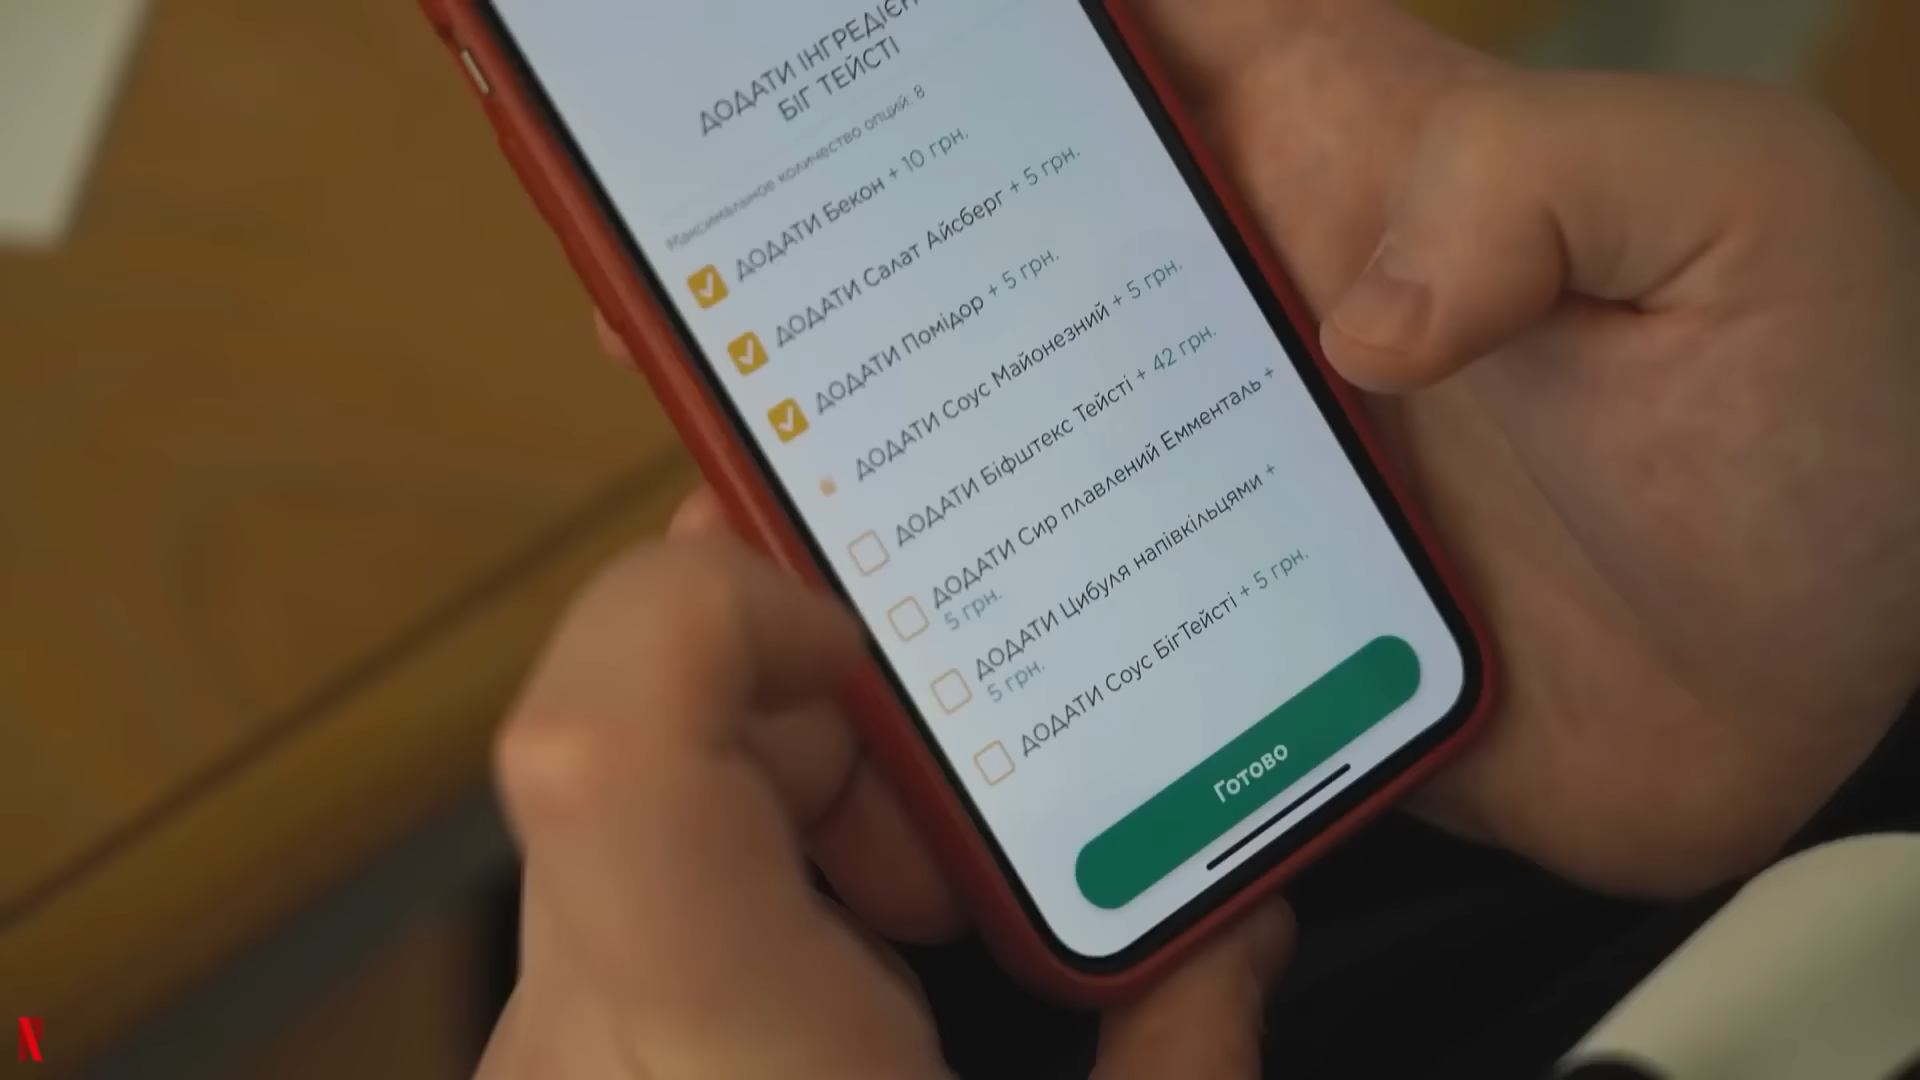 ДОДАТИ ІНГРЕДІЄН
БІГ ТЕЙСТІ
Максимальное количество опций: 8
ДОДАТИ Бекон + 10 грн.
ДОДАТИ Салат Айсберг + 5 грн.
ДОДАТИ Помідор + 5 грн.
ДОДАТИ Соус Майонезний + 5 грн.
ДОДАТИ Біфштекс Тейсті + 42 грн.
ДОДАТИ Сир плавлений Емменталь +
5 грн.
ДОДАТИ Цибуля напівкільцями +
5 грн.
ДОДАТИ Соус БігТейсті + 5 грн.
Готово
N